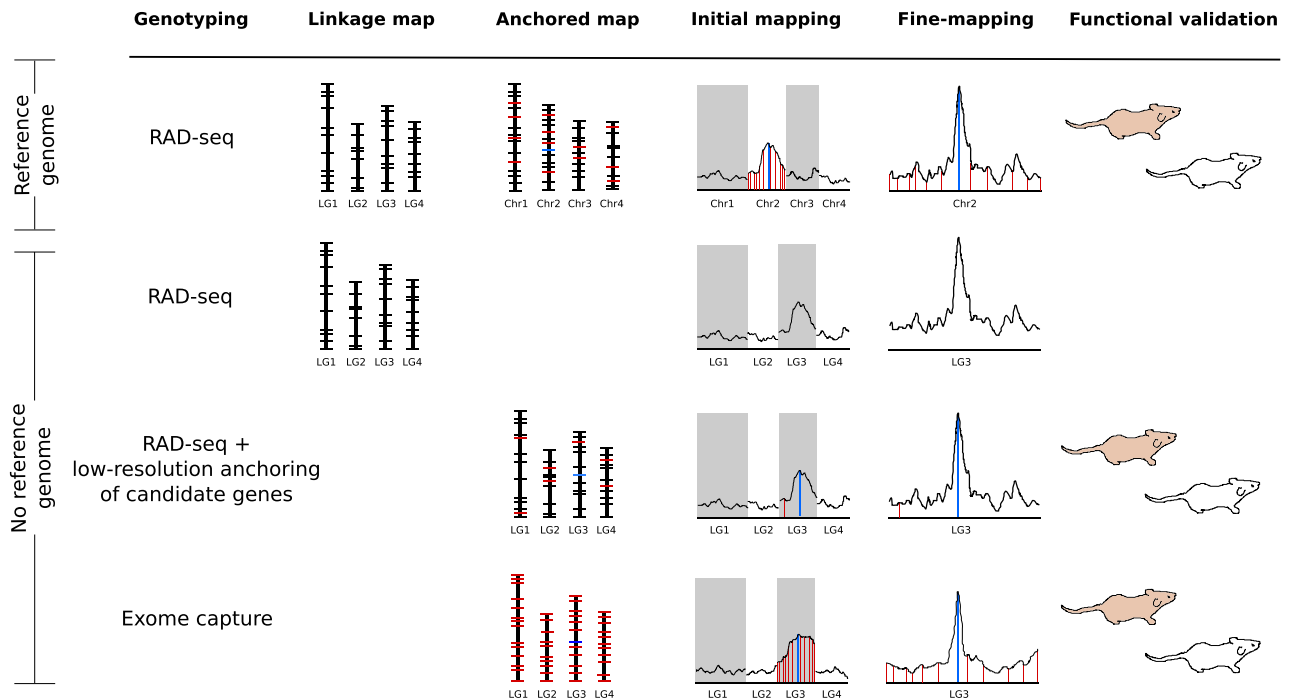 Genotyping Linkage map Anchored map Initial mapping Fine-mapping Functional validation
Reference
genome
RAD-seq
LG1 LG2 LG3 LG4
Chr1 Chr2 Chr3 Chr4
Chr1 Chr2 Chr3 Chr4
Chr2
No reference
genome
RAD-seq
LG1 LG2 LG3 LG4
LG1 LG2 LG3 LG4
LG3
RAD-seq +
low-resolution anchoring
of candidate genes
LG1 LG2 LG3 LG4
LG1 LG2 LG3 LG4
LG3
Exome capture
LG1 LG2 LG3 LG4
LG1 LG2 LG3 LG4
LG3